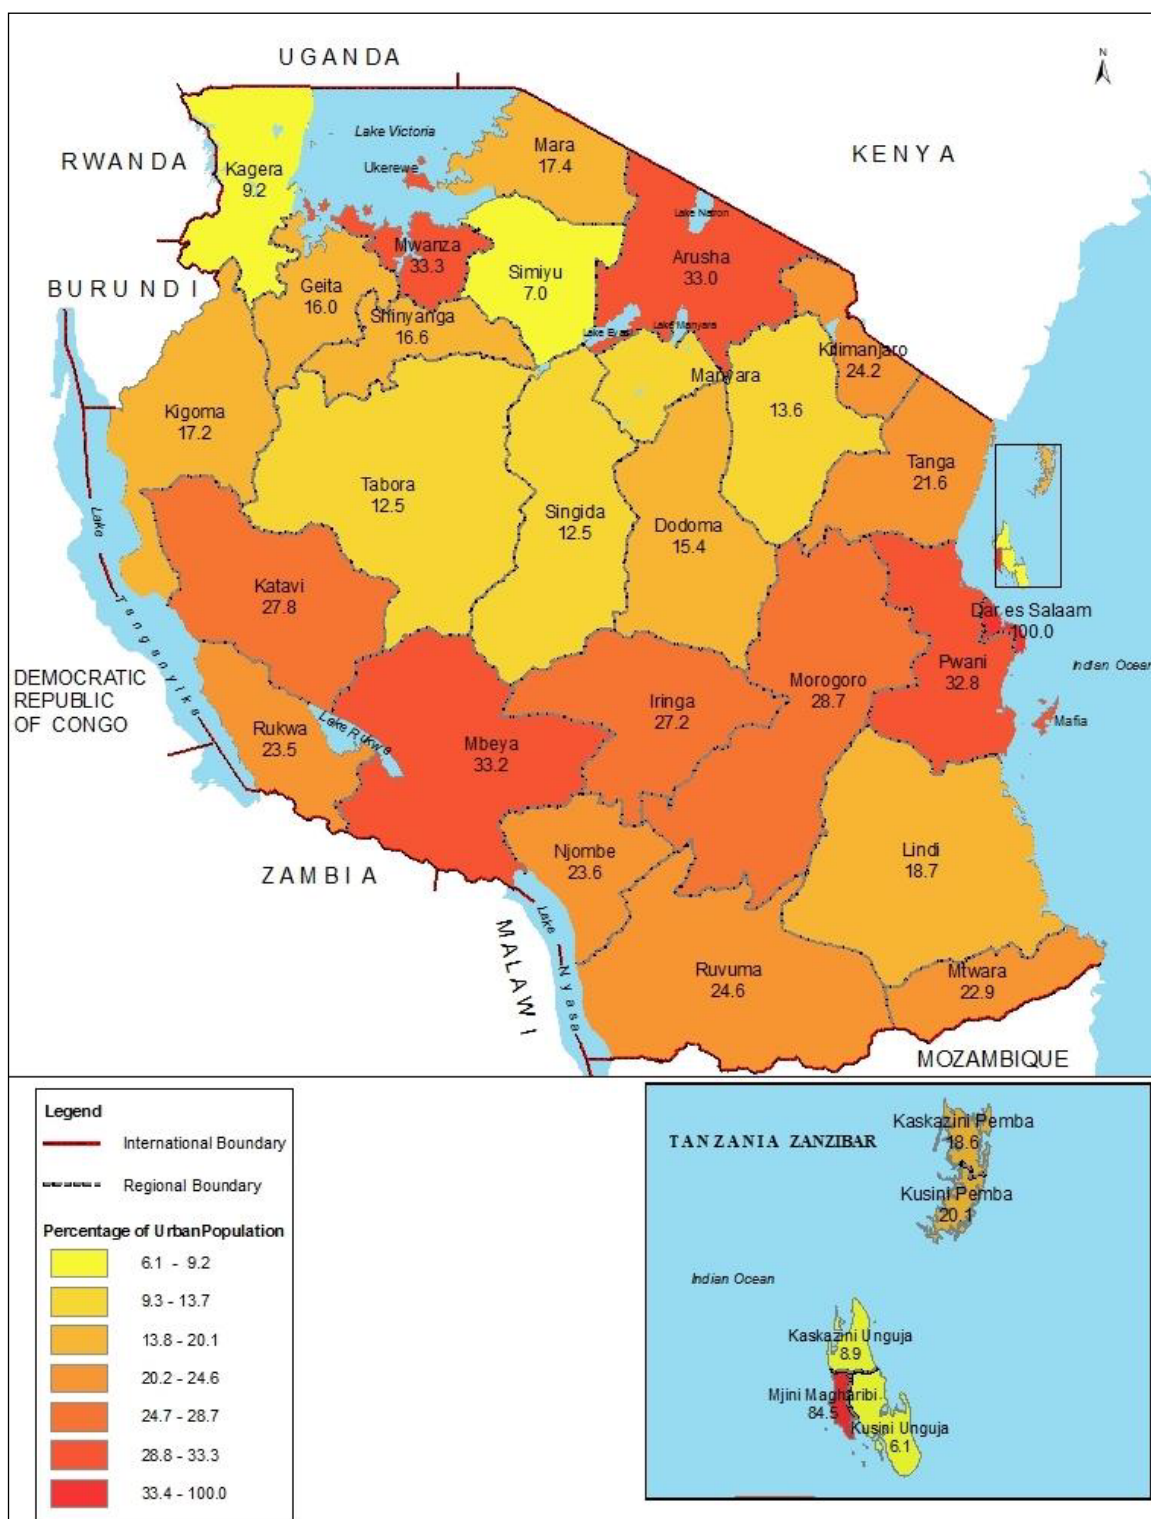 UGANDA
N
Lake Victoria
Mara
17.4
KENYA
RWANDA
Kagera
9.2
Ukerewe
Lake Natron
Mwanza
33.3
Arusha
33.0
Simiyu
7.0
BURUNDI
Geita
16.0
Shinyanga
16.6
Lake Eyasi
Lake Manyara
Kilimanjaro
24.2
Manyara
13.6
Kigoma
17.2
Tanga
21.6
Tabora
12.5
Singida
12.5
Dodoma
15.4
Lake Tanganyika
Katavi
27.8
Dar es Salaam
100.0
DEMOCRATIC
REPUBLIC
OF CONGO
Pwani
32.8
Indian Ocean
Morogoro
28.7
Iringa
27.2
Rukwa
23.5
Lake Rukwa
Mbeya
33.2
Mafia
ZAMBIA
Njombe
23.6
Lindi
18.7
MALAWI
Lake Nyasa
Ruvuma
24.6
Mtwara
22.9
MOZAMBIQUE
Legend
International Boundary
Regional Boundary
Percentage of Urban Population
6.1 - 9.2
9.3 - 13.7
13.8 - 20.1
20.2 - 24.6
24.7 - 28.7
28.8 - 33.3
33.4 - 100.0
TANZANIA ZANZIBAR
Kaskazini Pemba
18.6
Kusini Pemba
20.1
Indian Ocean
Kaskazini Unguja
8.9
Mjini Magharibi
84.5
Kusini Unguja
6.1